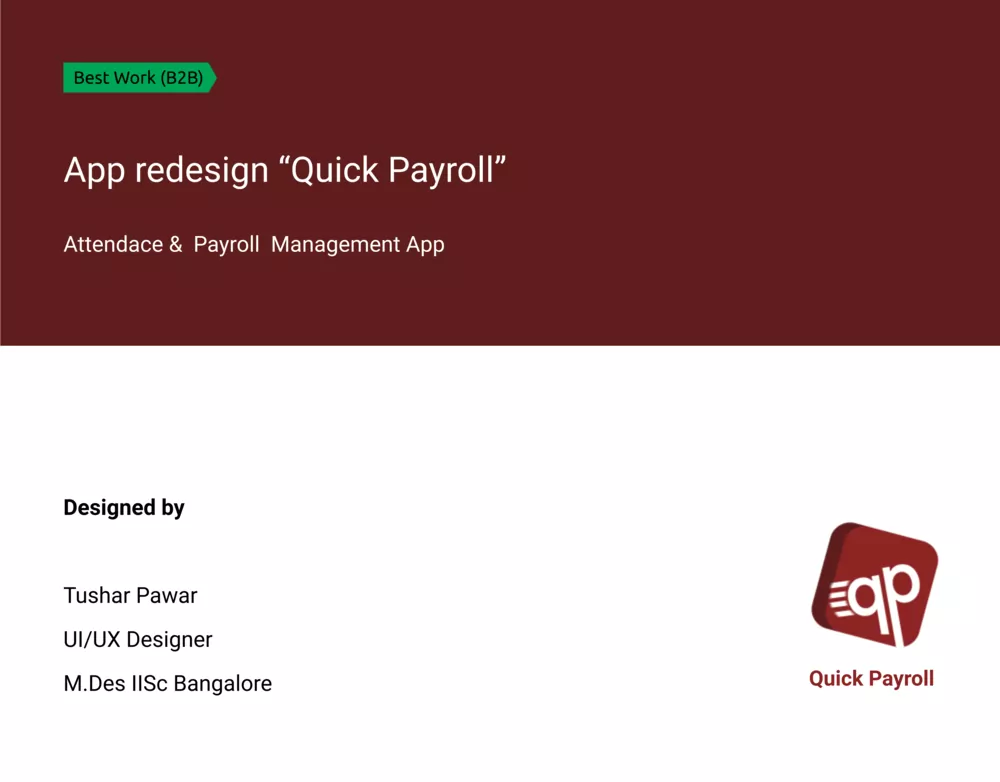 Best Work (B2B)
App redesign “Quick Payroll”
Attendace & Payroll Management App
Designed by
Tushar Pawar
UI/UX Designer
M.Des IISc Bangalore
qp
Quick Payroll